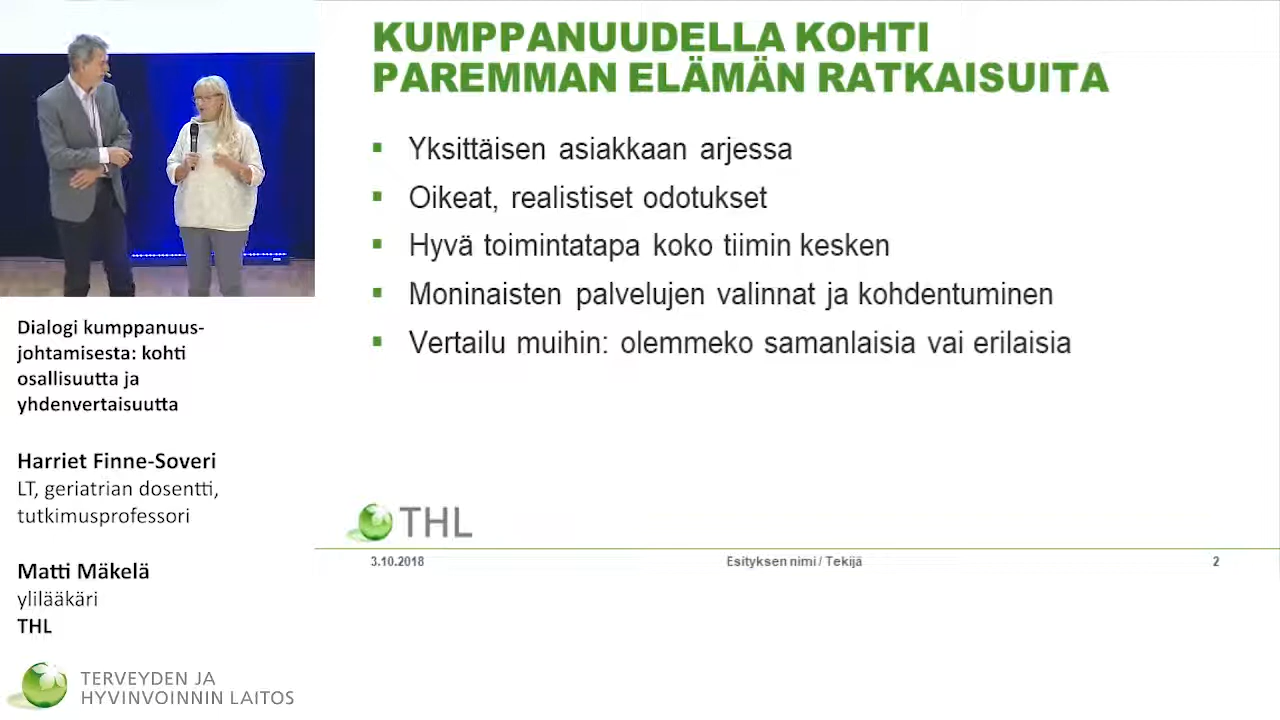 KUMPPANUUDELLA KOHTI
PAREMMAN ELÄMÄN RATKAISUITA
Yksittäisen asiakkaan arjessa
Oikeat, realistiset odotukset
Hyvä toimintatapa koko tiimin kesken
Moninaisten palvelujen valinnat ja kohdentuminen
Vertailu muihin: olemmeko samanlaisia vai erilaisia
THL
3.10.2018
Esityksen nimi / Tekijä
2
Dialogi kumppanuus-
johtamisesta: kohti
osallisuutta ja
yhdenvertaisuutta
Harriet Finne-Soveri
LT, geriatrian dosentti,
tutkimusprofessori
Matti Mäkelä
ylilääkäri
THL
TERVEYDEN JA
HYVINVOINNIN LAITOS